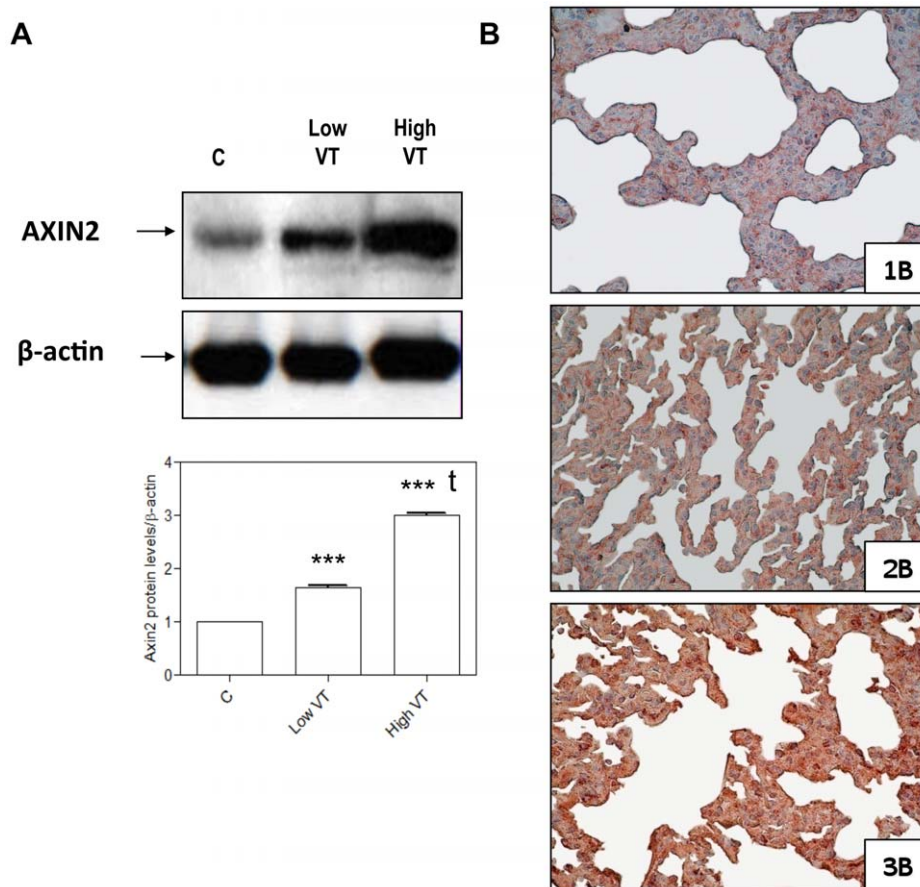 A
B
C
Low
VT
High
VT
AXIN2
β-actin
4
3
2
1
0
Axin2 protein levels/β-actin
***
*** t
C
Low VT
High VT
1B
2B
3B